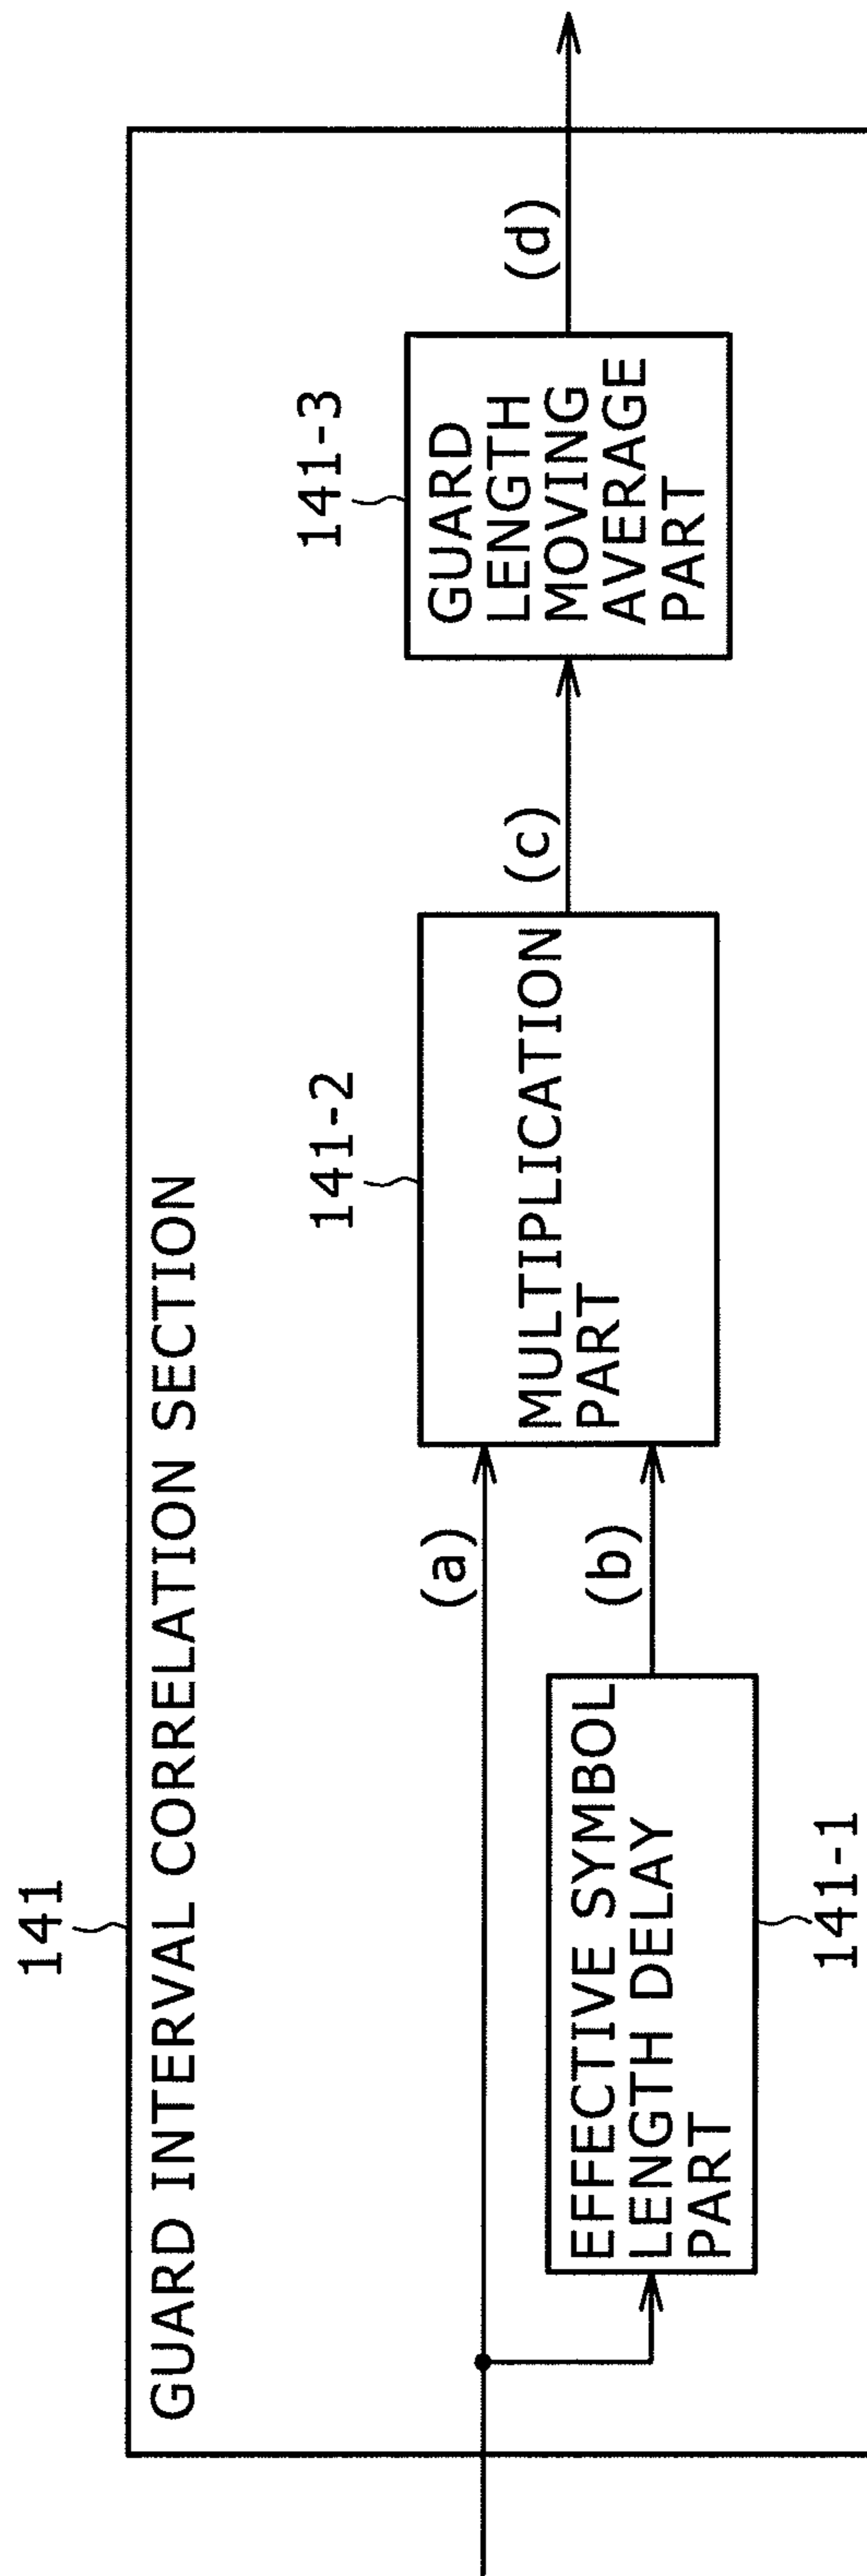 141
GUARD INTERVAL CORRELATION SECTION
141-1
EFFECTIVE SYMBOL
LENGTH DELAY
PART
(a)
(b)
141-2
MULTIPLICATION
PART
(c)
141-3
GUARD
LENGTH
MOVING
AVERAGE
PART
(d)